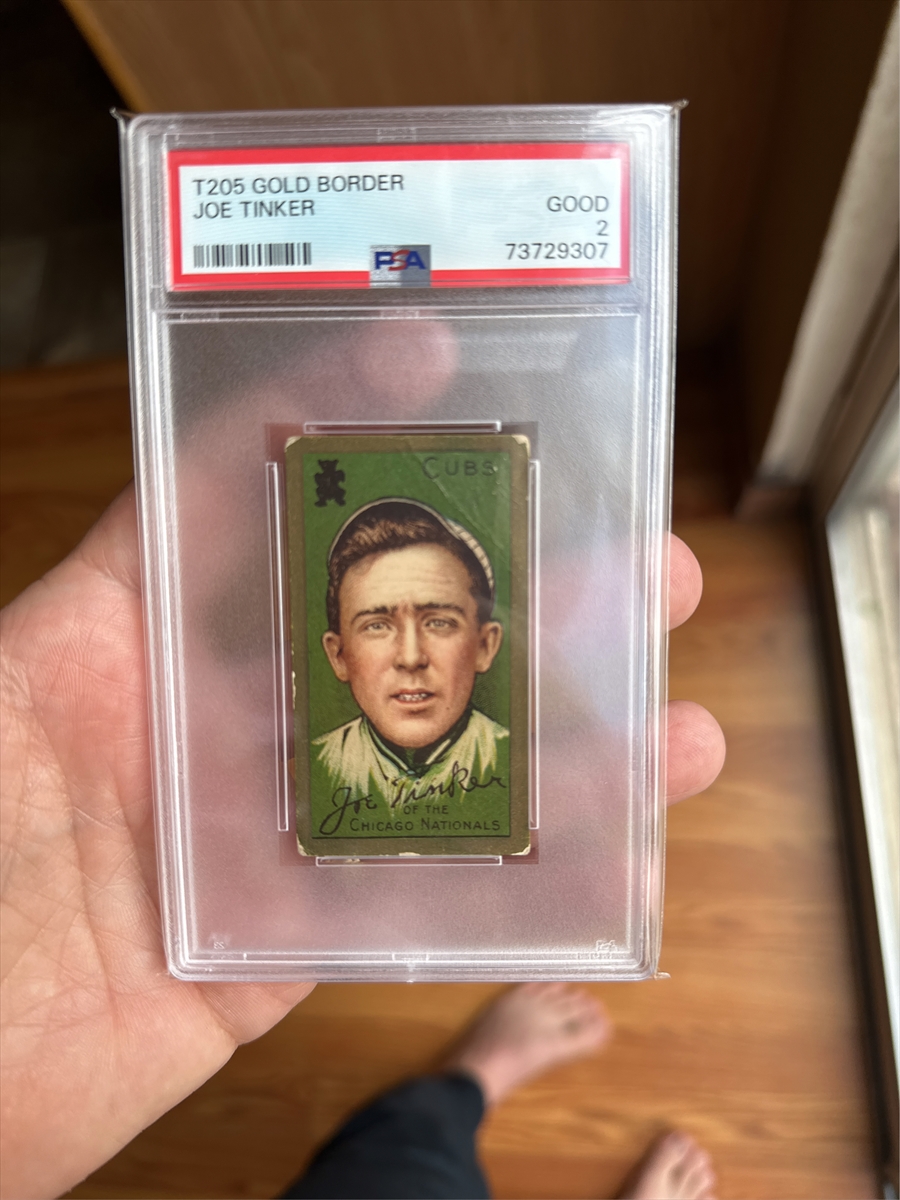 T205 GOLD BORDER
JOE TINKER
GOOD
2
PSA
73729307
CUBS
Joe Tinker
OF THE
CHICAGO NATIONALS